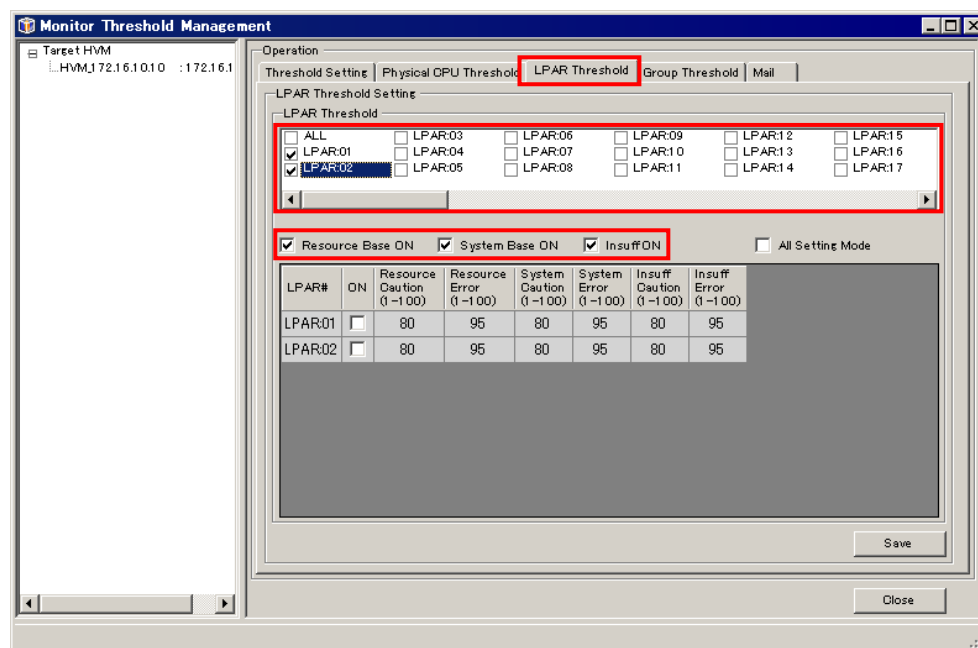 Monitor Threshold Management
Target HVM
HVM_172.16.10.10 :172.16.1
Operation
Threshold Setting Physical CPU Threshold LPAR Threshold Group Threshold Mail
LPAR Threshold Setting
LPAR Threshold
ALL LPAR:03 LPAR:06 LPAR:09 LPAR:12 LPAR:15
LPAR:01 LPAR:04 LPAR:07 LPAR:10 LPAR:13 LPAR:16
LPAR:02 LPAR:05 LPAR:08 LPAR:11 LPAR:14 LPAR:17
Resource Base ON System Base ON InsuffON All Setting Mode
Resource Resource System System Insuff Insuff
LPAR# ON Caution Error Caution Error Caution Error
(1-100) (1-100) (1-100) (1-100) (1-100) (1-100)
LPAR:01 80 95 80 95 80 95
LPAR:02 80 95 80 95 80 95
Save
Close